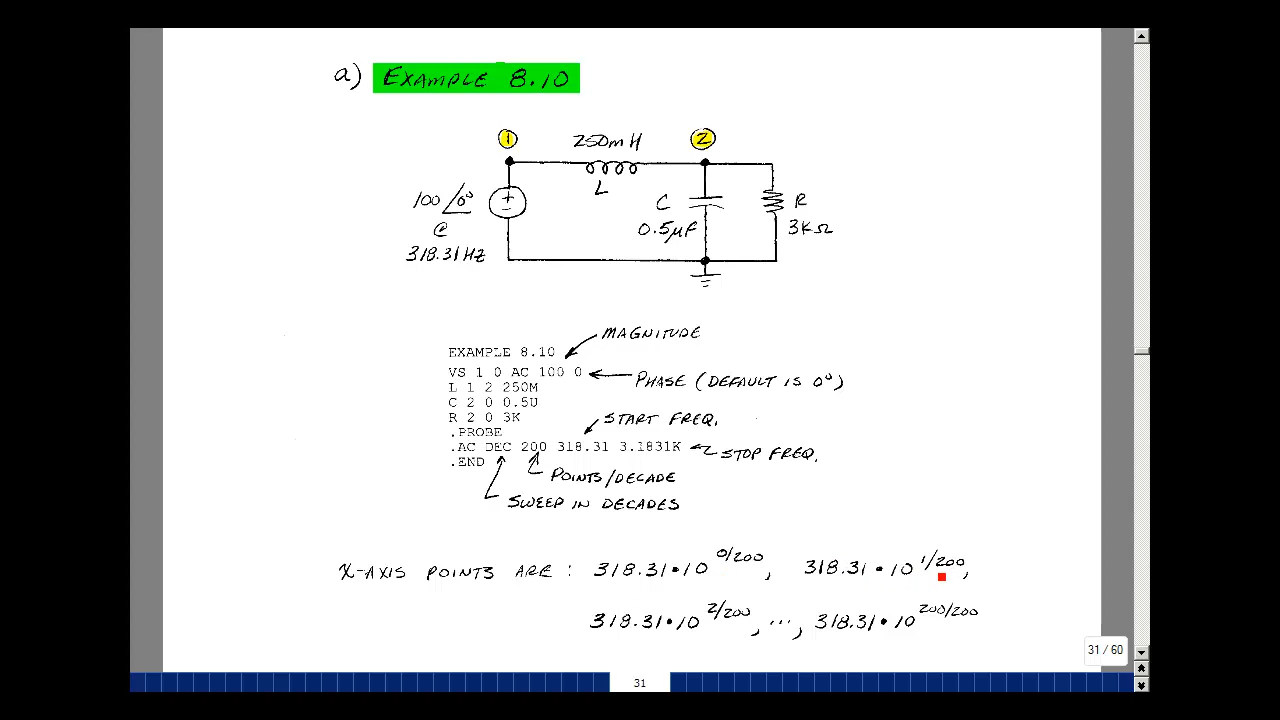 a) EXAMPLE 8.10
1 250mH 2
L
100 ∠0° C R
@ 0.5µF 3KΩ
318.31HZ
MAGNITUDE
EXAMPLE 8.10
VS 1 0 AC 100 0 PHASE (DEFAULT IS 0°)
L 1 2 250M
C 2 0 0.5U
R 2 0 3K START FREQ.
.PROBE
.AC DEC 200 318.31 3.1831K STOP FREQ.
.END
POINTS/DECADE
SWEEP IN DECADES
X-AXIS POINTS ARE: 318.31•10^0/200, 318.31•10^1/200,
318.31•10^2/200, ..., 318.31•10^200/200
31 / 60
31